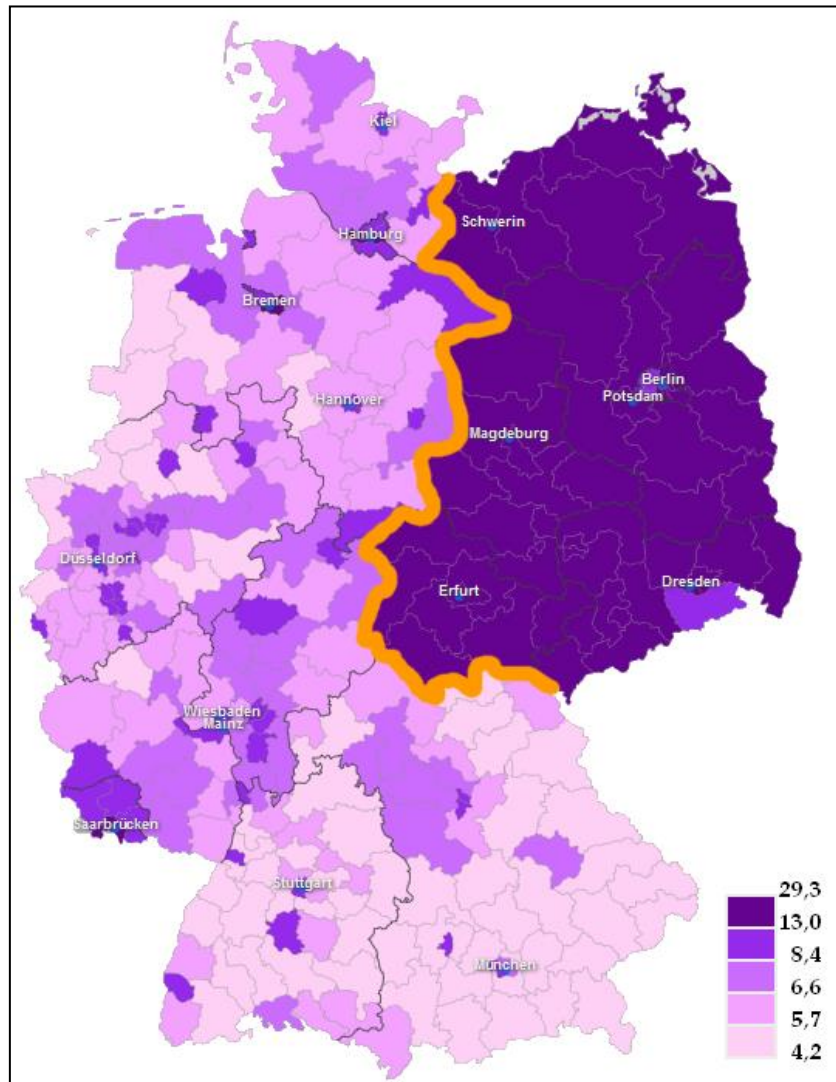 Kiel
Schwerin
Hamburg
Bremen
Berlin
Potsdam
Hannover
Magdeburg
Düsseldorf
Dresden
Erfurt
Wiesbaden
Mainz
Saarbrücken
Stuttgart
München
29,3
13,0
8,4
6,6
5,7
4,2